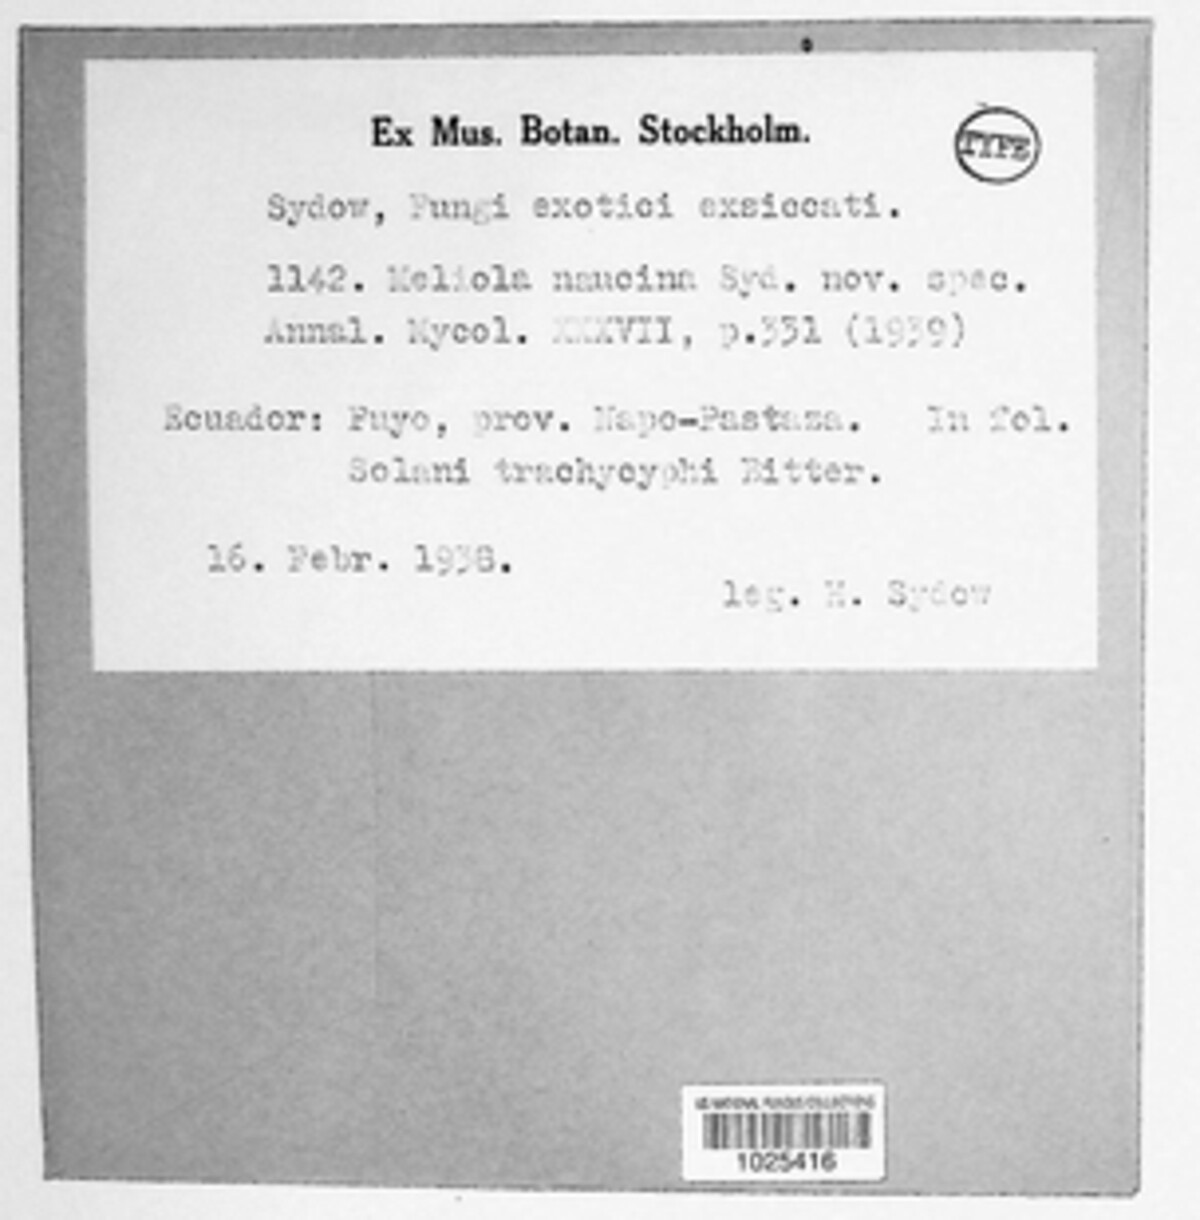 Ex Mus. Botan. Stockholm.
TYPE
Sydow, Fungi exotici exsiccati.
1142. Meliola naucina Syd. nov. spec.
Annal. Mycol. XXXVII, p.331 (1939)
Ecuador: Puyo, prov. Napo-Pastaza. In fol.
Solani trachycyphi Bitter.
16. Febr. 1938.
leg. H. Sydow
US NATIONAL FUNGUS COLLECTIONS
1025416